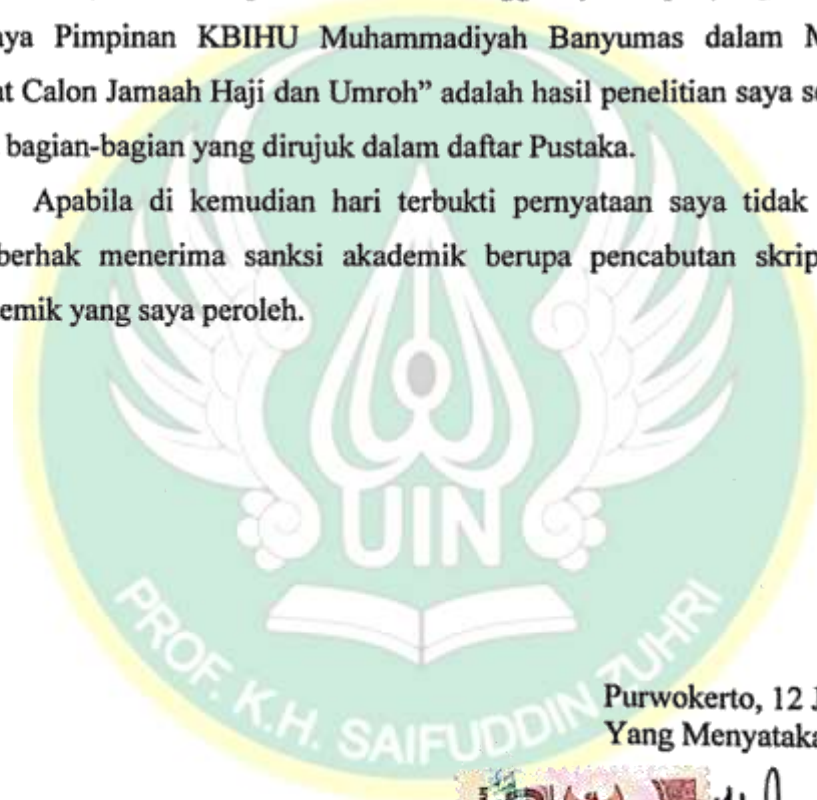 aya Pimpinan KBIHU Muhammadiyah Banyumas dalam M
at Calon Jamaah Haji dan Umroh” adalah hasil penelitian saya se
bagian-bagian yang dirujuk dalam daftar Pustaka.
Apabila di kemudian hari terbukti pernyataan saya tidak
berhak menerima sanksi akademik berupa pencabutan skrip
emik yang saya peroleh.
UIN
PROF. K.H. SAIFUDDIN ZUHRI
Purwokerto, 12 J
Yang Menyataka